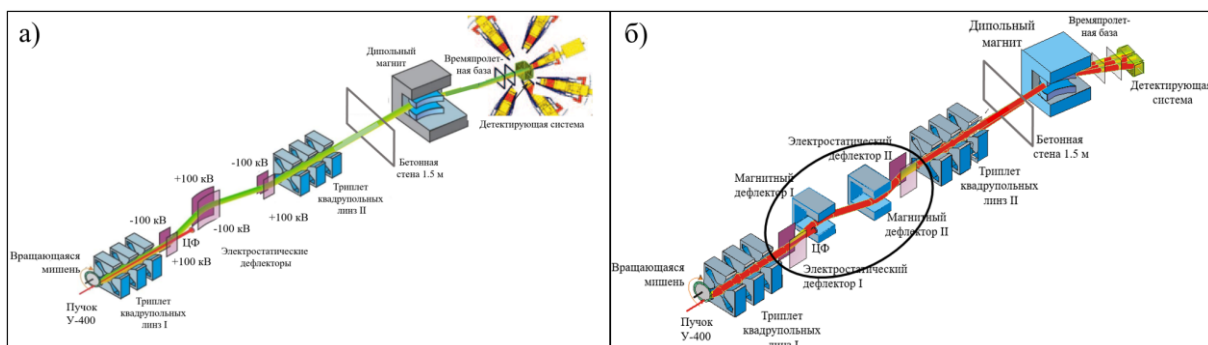 а)
Дипольный
магнит
Времяпролет-
ная база
Детектирующая система
Бетонная
стена 1.5 м
-100 кВ
Триплет
квадрупольных
линз II
+100 кВ
+100 кВ
-100 кВ
-100 кВ
ЦФ
+100 кВ
Электростатические
дефлекторы
Вращающаяся
мишень
Пучок
У-400
Триплет
квадрупольных
линз I
б)
Дипольный
магнит
Времяпролет-
ная база
Детектирующая
система
Бетонная
стена 1.5 м
Электростатический
дефлектор II
Триплет
квадрупольных
линз II
Магнитный
дефлектор I
Магнитный
дефлектор II
ЦФ
Электростатический
дефлектор I
Вращающаяся
мишень
Пучок
У-400
Триплет
квадрупольных
линз I